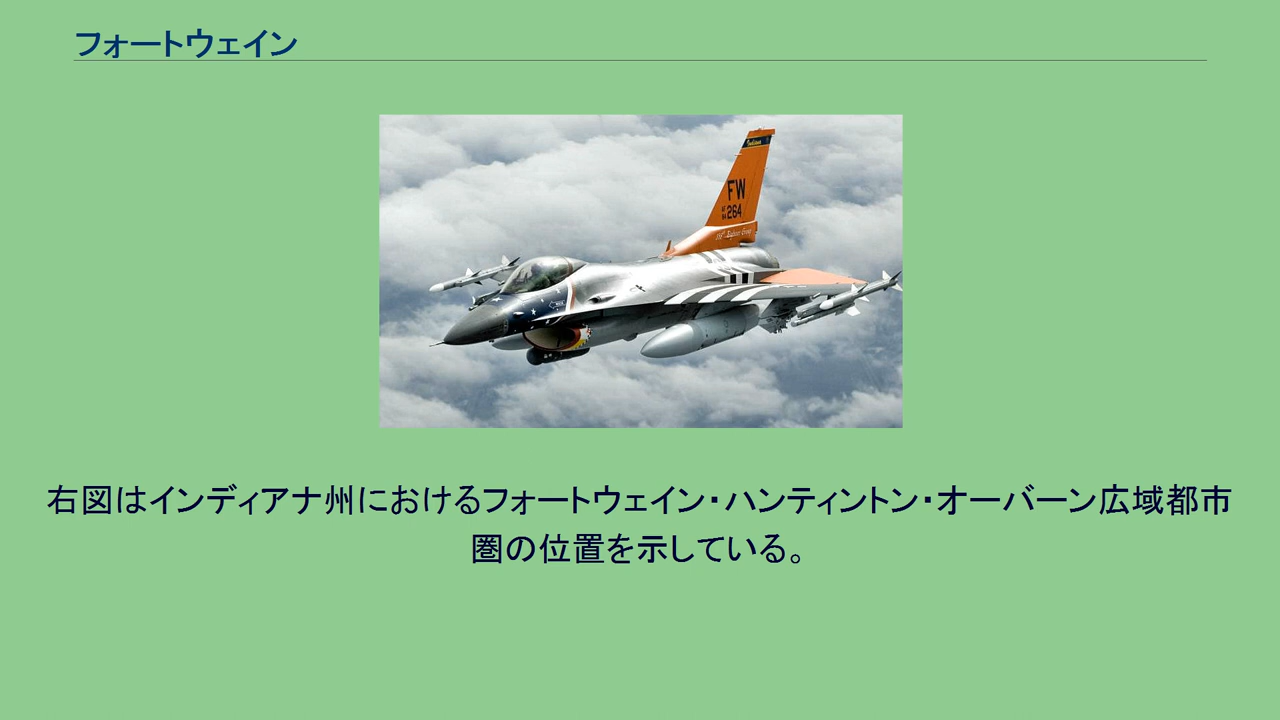 フォートウェイン
FW
264
右図はインディアナ州におけるフォートウェイン・ハンティントン・オーバーン広域都市
圏の位置を示している。